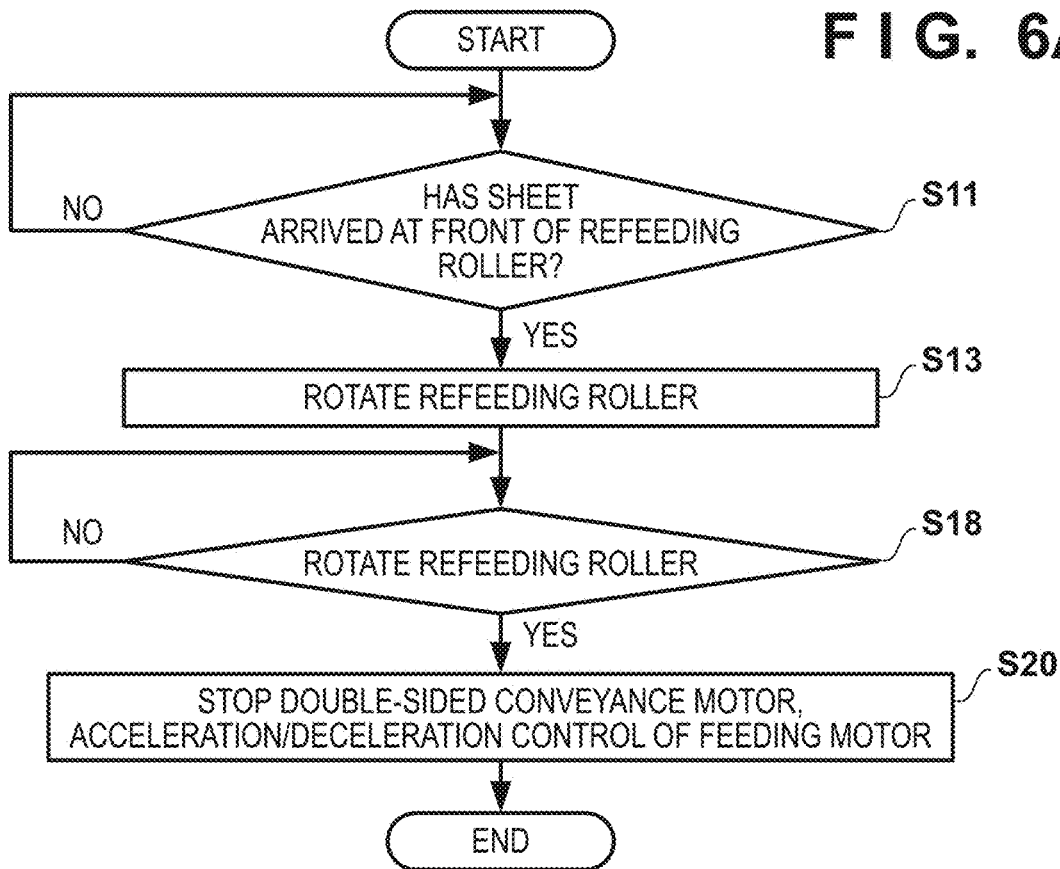 FIG. 6A
START
HAS SHEET
ARRIVED AT FRONT OF REFEEDING
ROLLER?
S11
NO
YES
ROTATE REFEEDING ROLLER
S13
ROTATE REFEEDING ROLLER
S18
NO
YES
STOP DOUBLE-SIDED CONVEYANCE MOTOR,
ACCELERATION/DECELERATION CONTROL OF FEEDING MOTOR
S20
END